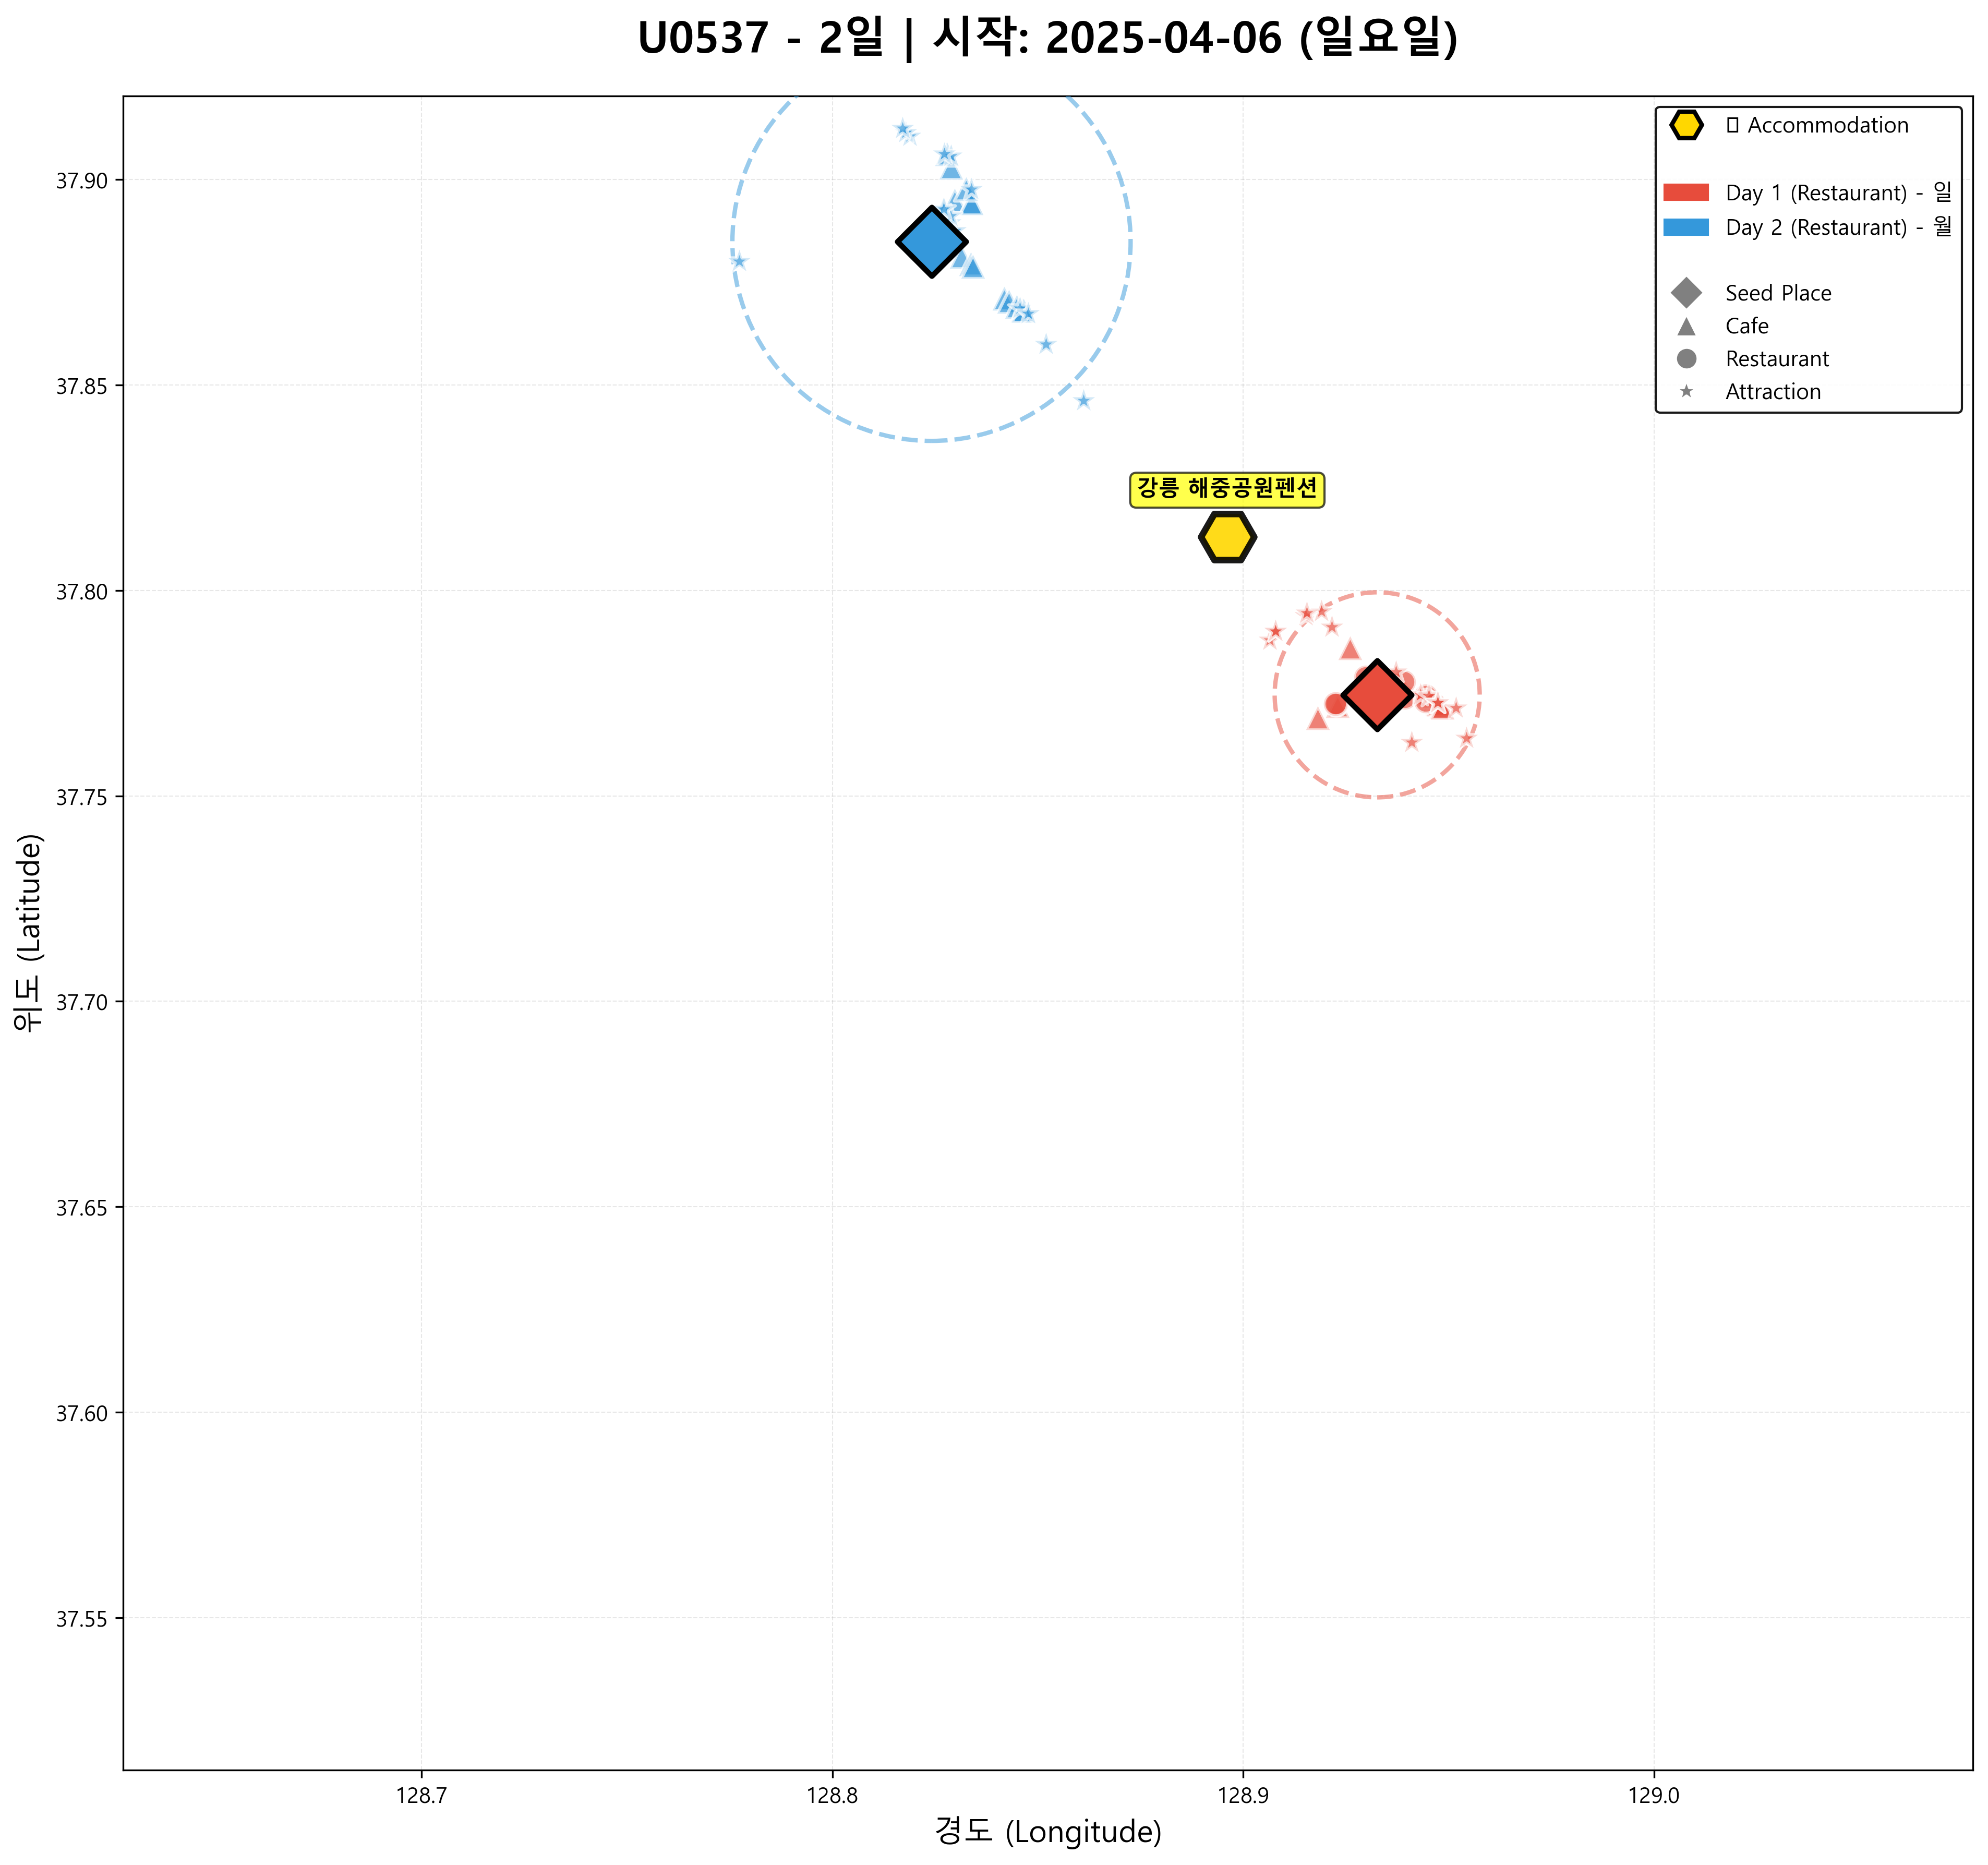 U0537 - 2일 | 시작: 2025-04-06 (일요일)
Accommodation
Day 1 (Restaurant) - 일
Day 2 (Restaurant) - 월
Seed Place
Cafe
Restaurant
Attraction
강릉 해중공원펜션
37.90
37.85
37.80
37.75
37.70
37.65
37.60
37.55
위도 (Latitude)
128.7
128.8
128.9
129.0
경도 (Longitude)